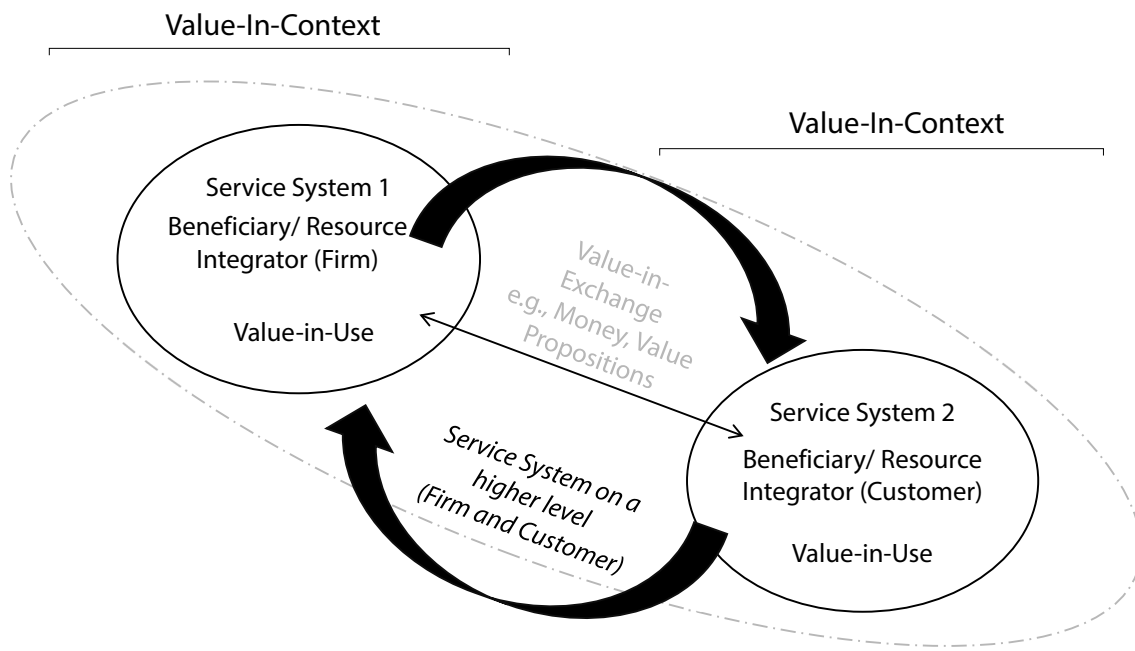 Value-In-Context
Value-In-Context
Service System 1
Beneficiary/ Resource
Integrator (Firm)
Value-in-Use
Value-in-
Exchange
e.g., Money, Value
Propositions
Service System on a
higher level
(Firm and Customer)
Service System 2
Beneficiary/ Resource
Integrator (Customer)
Value-in-Use